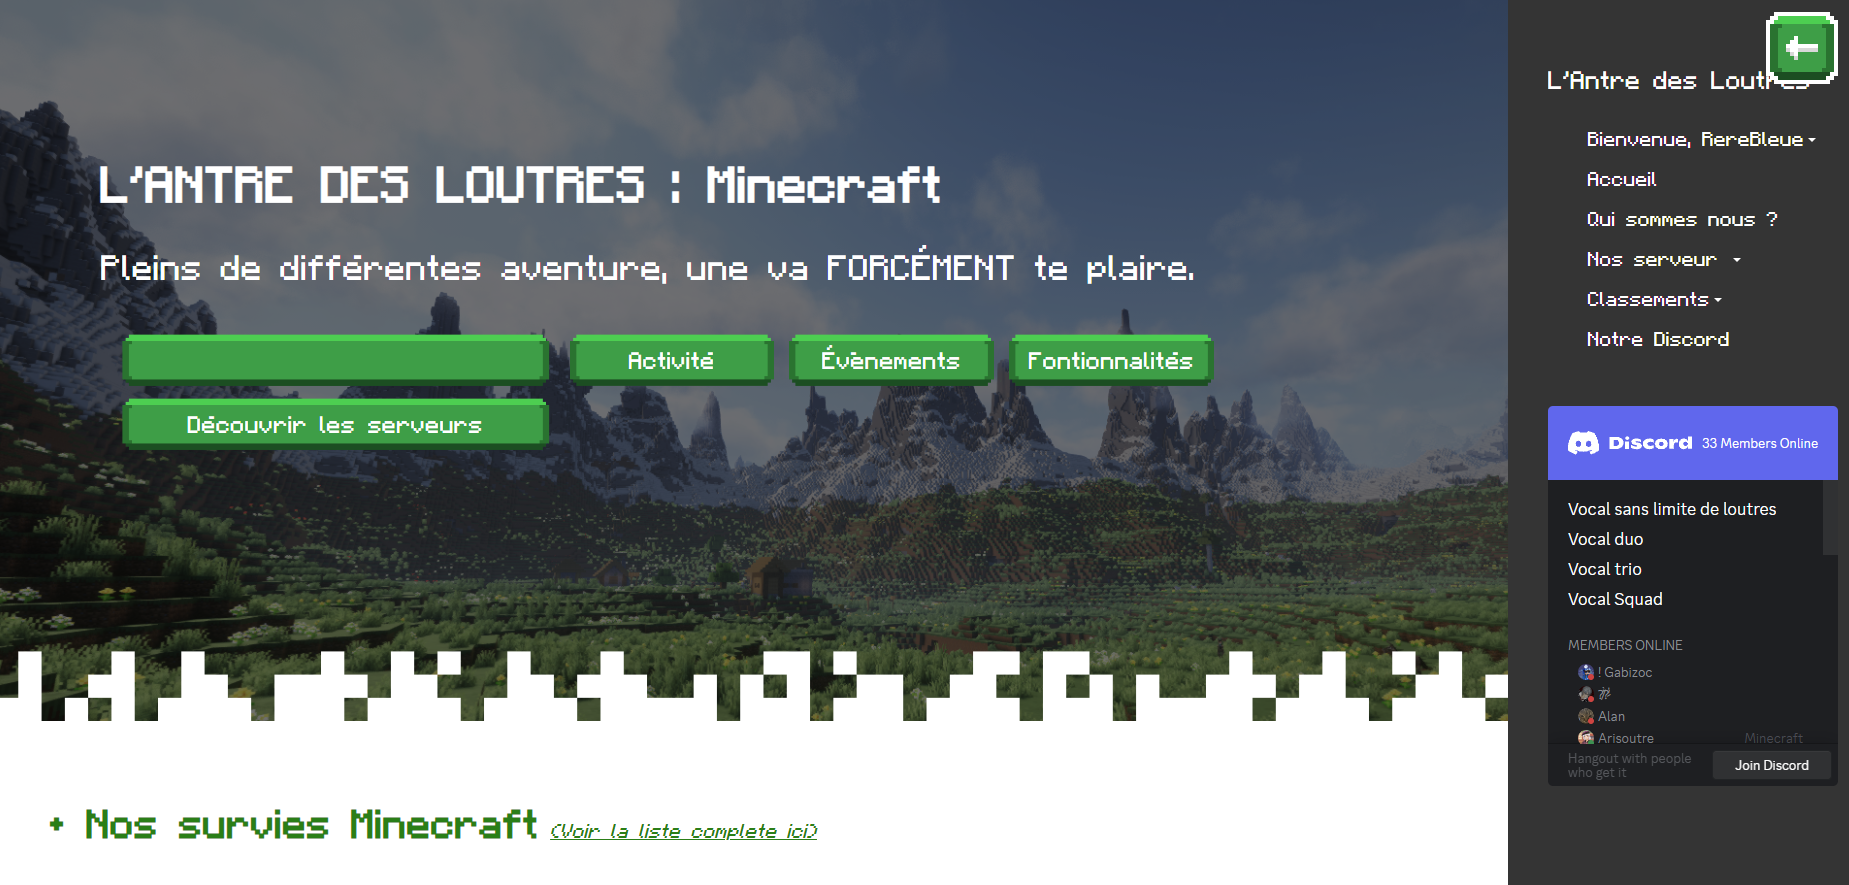 L'ANTRE DES LOUTRES : Minecraft
Pleins de différentes aventure, une va FORCÉMENT te plaire.
Activité
Évènements
Fontionnalités
Découvrir les serveurs
+ Nos survies Minecraft (Voir la liste complete ici)
L'Antre des Loutres
Bienvenue, RereBleue
Accueil
Qui sommes nous ?
Nos serveur
Classements
Notre Discord
Discord 33 Members Online
Vocal sans limite de loutres
Vocal duo
Vocal trio
Vocal Squad
MEMBERS ONLINE
! Gabizoc
Alan
Arisoutre Minecraft
Hangout with people
who get it
Join Discord